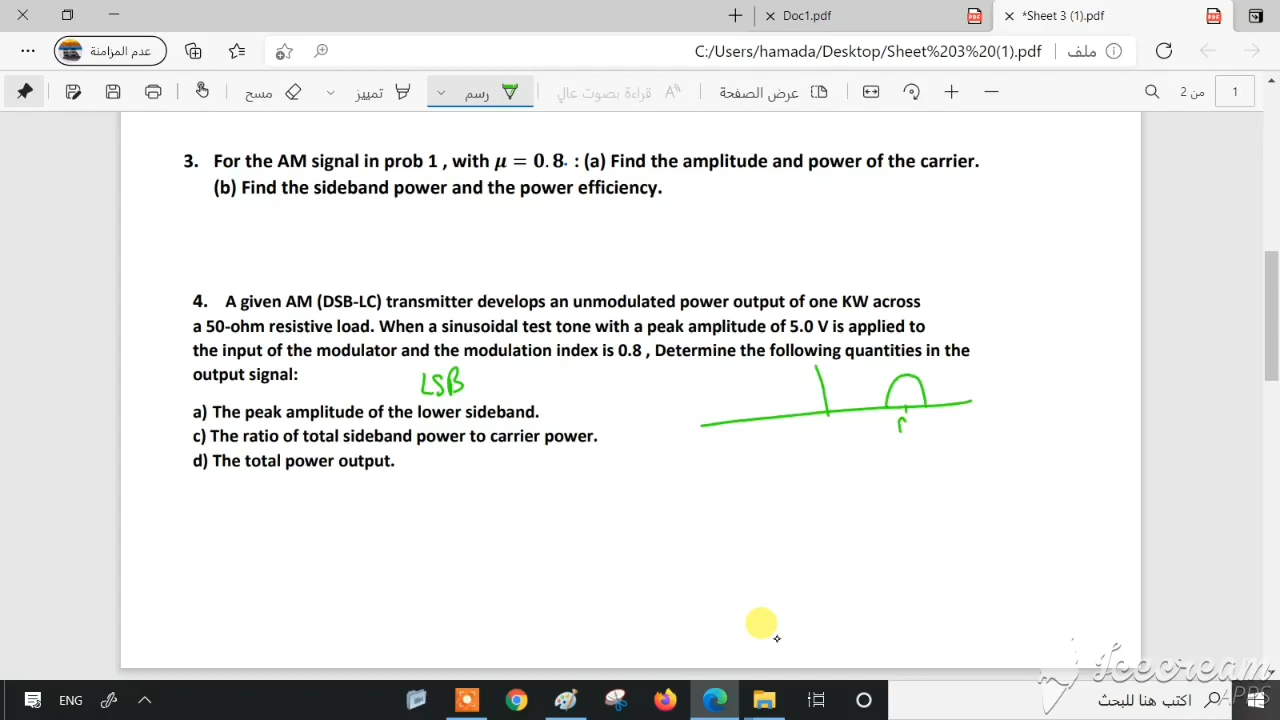 Doc1.pdf
*Sheet 3 (1).pdf
عدم المزامنة
C:/Users/hamada/Desktop/Sheet%203%20(1).pdf
ملف
مسح
تمييز
رسم
قراءة بصوت عالٍ
عرض الصفحة
من 2
1
3. For the AM signal in prob 1 , with μ = 0.8 : (a) Find the amplitude and power of the carrier.
(b) Find the sideband power and the power efficiency.
4. A given AM (DSB-LC) transmitter develops an unmodulated power output of one KW across
a 50-ohm resistive load. When a sinusoidal test tone with a peak amplitude of 5.0 V is applied to
the input of the modulator and the modulation index is 0.8 , Determine the following quantities in the
output signal:
LSB
a) The peak amplitude of the lower sideband.
c) The ratio of total sideband power to carrier power.
d) The total power output.
Icecream
APPS
ENG
اكتب هنا للبحث